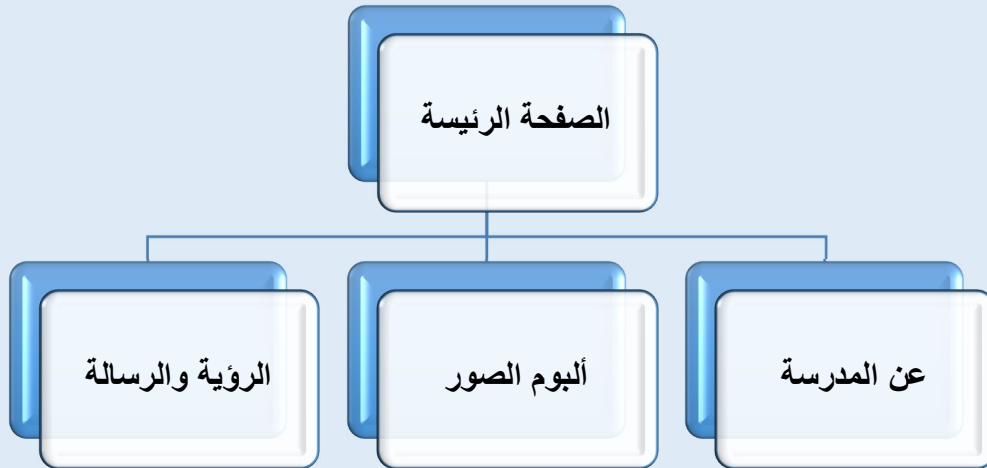 الصفحة الرئيسة
عن المدرسة
ألبوم الصور
الرؤية والرسالة